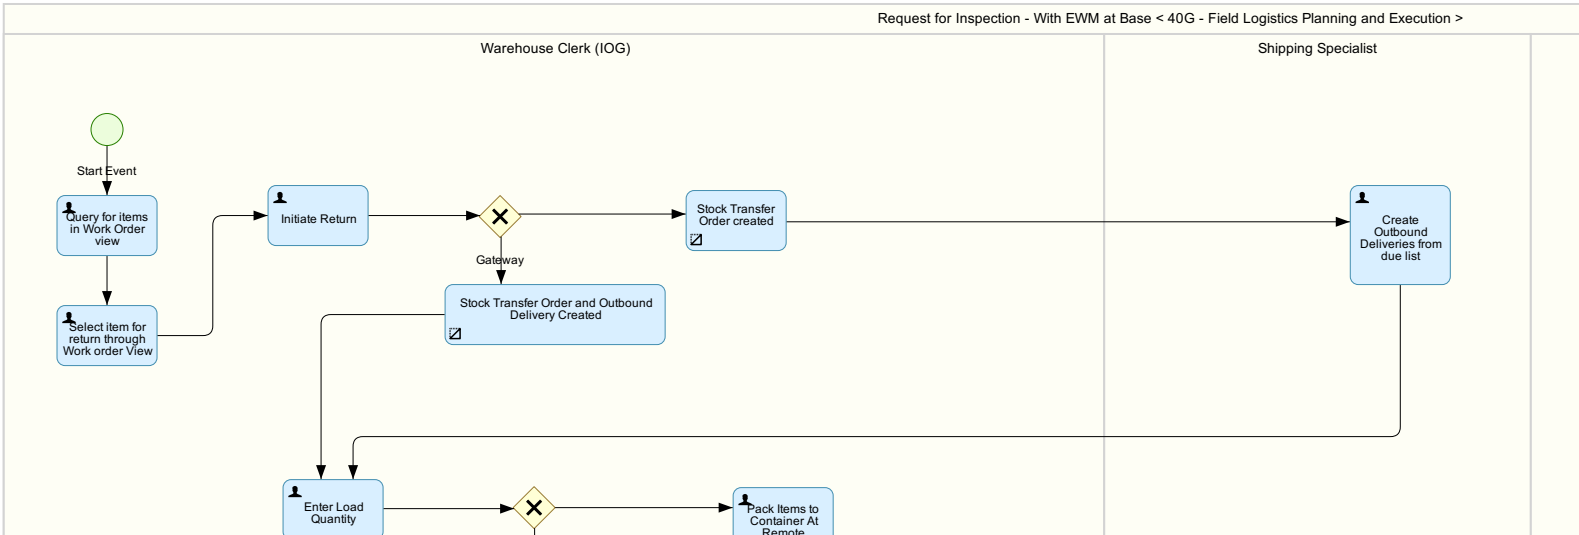 Request for Inspection - With EWM at Base < 40G - Field Logistics Planning and Execution >
Warehouse Clerk (IOG)
Shipping Specialist
Start Event
Query for items
in Work Order
view
Select item for
return through
Work order View
Initiate Return
Gateway
Stock Transfer
Order created
Stock Transfer Order and Outbound
Delivery Created
Create
Outbound
Deliveries from
due list
Enter Load
Quantity
Pack Items to
Container At
Remote